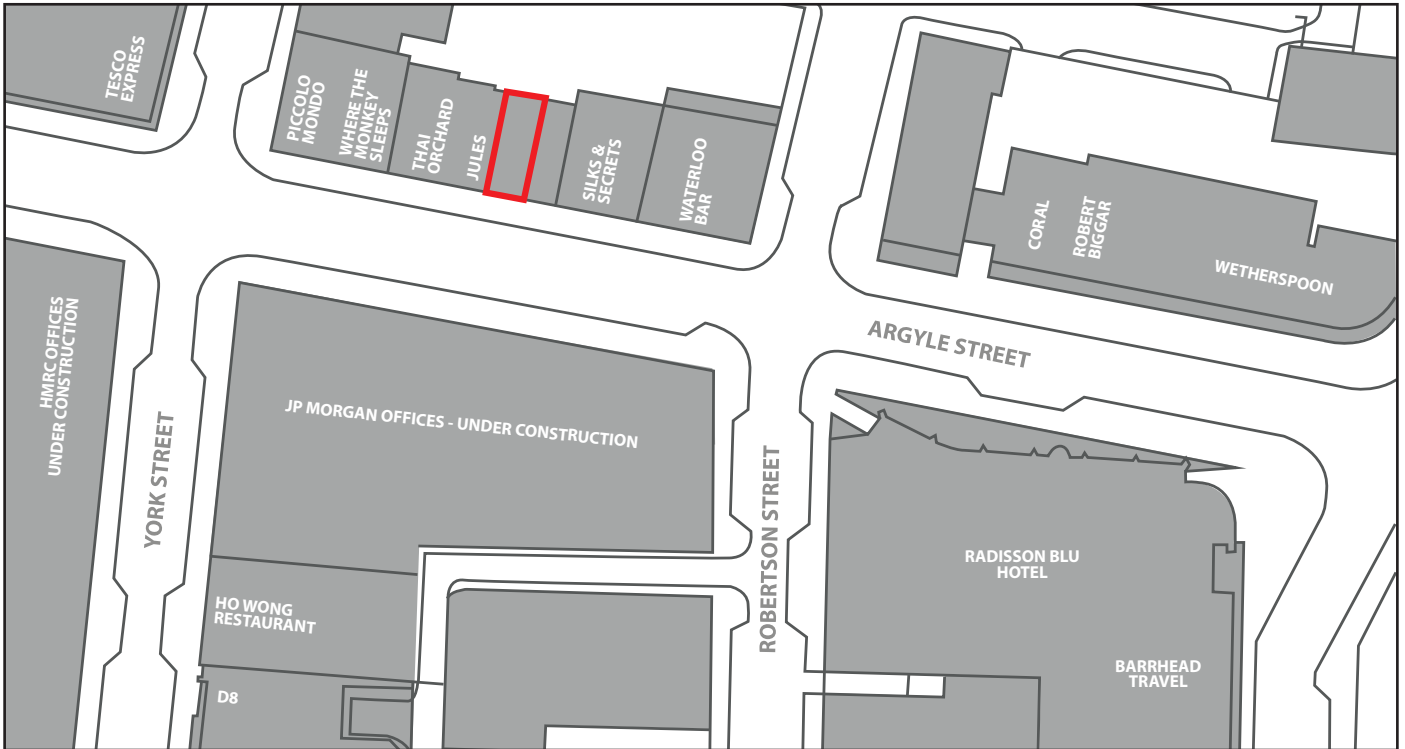 TESCO
EXPRESS
PICCOLO
MONDO
WHERE THE
MONKEY
SLEEPS
THAI
ORCHARD
JULES
SILKS &
SECRETS
WATERLOO
BAR
CORAL
ROBERT
BIGGAR
WETHERSPOON
ARGYLE STREET
HMRC OFFICES
UNDER CONSTRUCTION
YORK STREET
JP MORGAN OFFICES - UNDER CONSTRUCTION
ROBERTSON STREET
HO WONG
RESTAURANT
D8
RADISSON BLU
HOTEL
BARRHEAD
TRAVEL